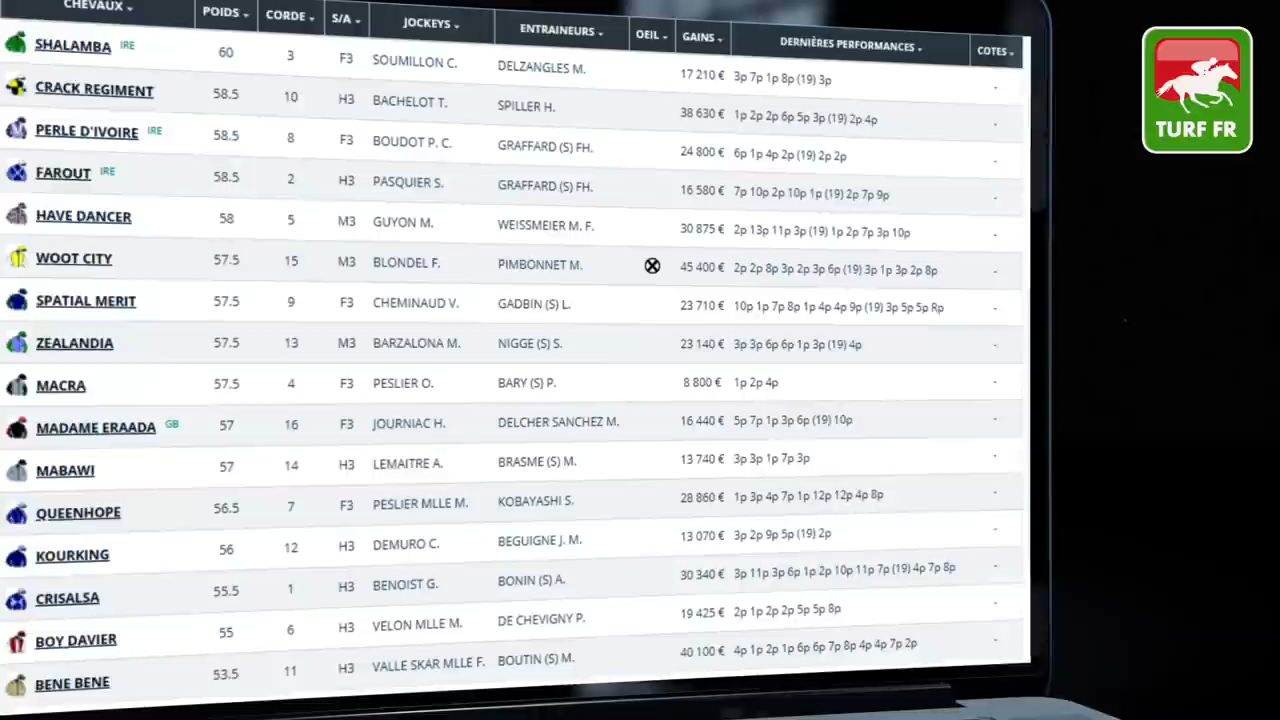 CHEVAUX POIDS CORDE S/A JOCKEYS ENTRAINEURS OEIL GAINS DERNIÈRES PERFORMANCES COTES
SHALAMBA IRE 60 3 F3 SOUMILLON C. DELZANGLES M. 17 210 € 3p 7p 1p 8p (19) 3p -
CRACK REGIMENT 58.5 10 H3 BACHELOT T. SPILLER H. 38 630 € 1p 2p 2p 6p 5p 3p (19) 2p 4p -
PERLE D'IVOIRE IRE 58.5 8 F3 BOUDOT P. C. GRAFFARD (S) FH. 24 800 € 6p 1p 4p 2p (19) 2p 2p -
FAROUT IRE 58.5 2 H3 PASQUIER S. GRAFFARD (S) FH. 16 580 € 7p 10p 2p 10p 1p (19) 2p 7p 9p -
HAVE DANCER 58 5 M3 GUYON M. WEISSMEIER M. F. 30 875 € 2p 13p 11p 3p (19) 1p 2p 7p 3p 10p -
WOOT CITY 57.5 15 M3 BLONDEL F. PIMBONNET M. 45 400 € 2p 2p 8p 3p 2p 3p 6p (19) 3p 1p 3p 2p 8p -
SPATIAL MERIT 57.5 9 F3 CHEMINAUD V. GADBIN (S) L. 23 710 € 10p 1p 7p 8p 1p 4p 4p 9p (19) 3p 5p 5p Rp -
ZEALANDIA 57.5 13 M3 BARZALONA M. NIGGE (S) S. 23 140 € 3p 3p 6p 6p 1p 3p (19) 4p -
MACRA 57.5 4 F3 PESLIER O. BARY (S) P. 8 800 € 1p 2p 4p -
MADAME ERAADA GB 57 16 F3 JOURNIAC H. DELCHER SANCHEZ M. 16 440 € 5p 7p 1p 3p 6p (19) 10p -
MABAWI 57 14 H3 LEMAITRE A. BRASME (S) M. 13 740 € 3p 3p 1p 7p 3p -
QUEENHOPE 56.5 7 F3 PESLIER MLLE M. KOBAYASHI S. 28 860 € 1p 3p 4p 7p 1p 12p 12p 4p 8p -
KOURKING 56 12 H3 DEMURO C. BEGUIGNE J. M. 13 070 € 3p 2p 9p 5p (19) 2p -
CRISALSA 55.5 1 H3 BENOIST G. BONIN (S) A. 30 340 € 3p 11p 3p 6p 1p 2p 10p 11p 7p (19) 4p 7p 8p -
BOY DAVIER 55 6 H3 VELON MLLE M. DE CHEVIGNY P. 19 425 € 2p 1p 2p 2p 5p 5p 8p -
BENE BENE 53.5 11 H3 VALLE SKAR MLLE F. BOUTIN (S) M. 40 100 € 4p 1p 2p 1p 6p 6p 7p 8p 4p 4p 7p 2p -
TURF FR